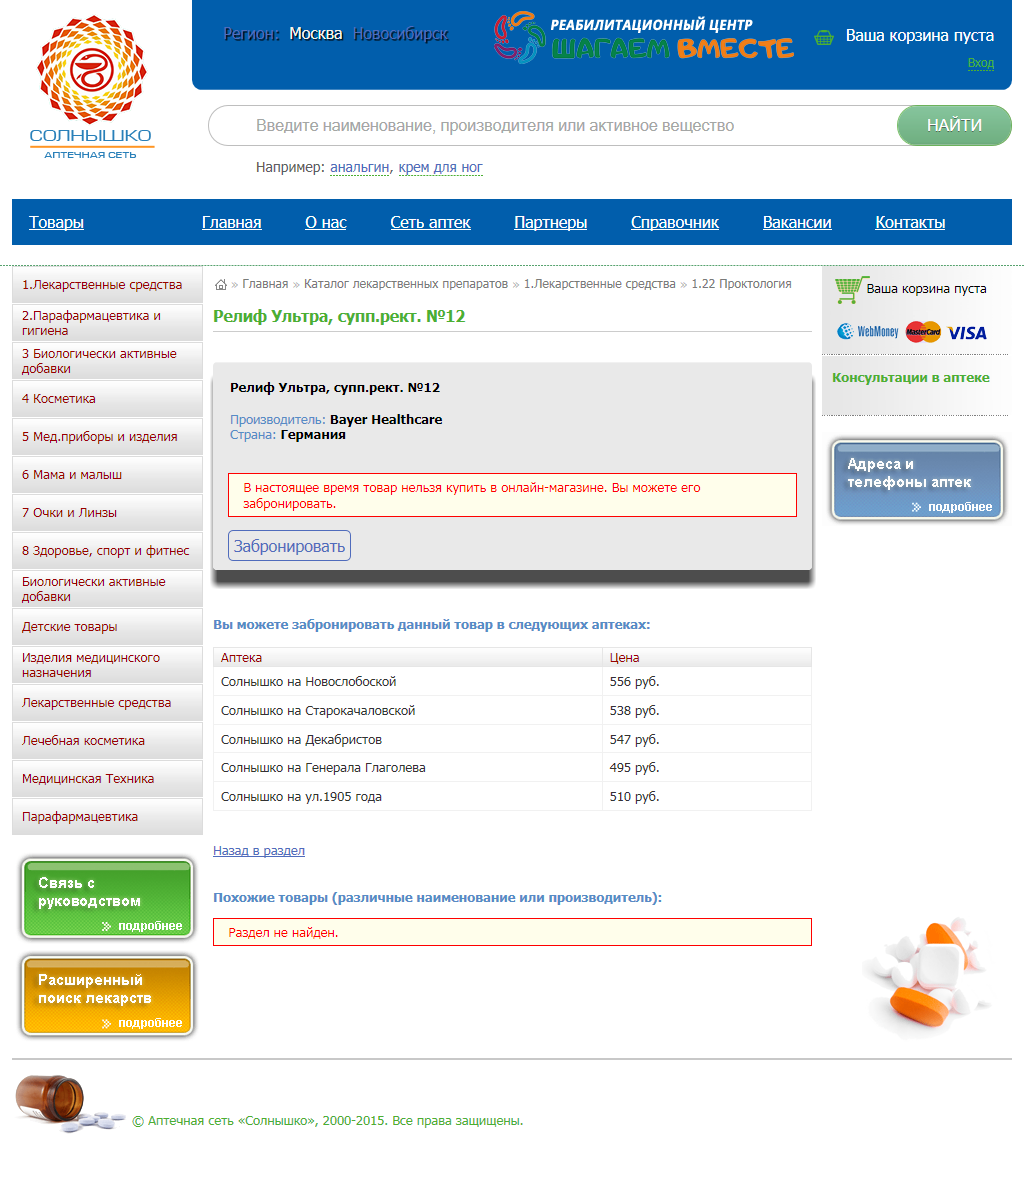 СОЛНЫШКО
АПТЕЧНАЯ СЕТЬ
Регион: Москва Новосибирск
РЕАБИЛИТАЦИОННЫЙ ЦЕНТР
ШАГАЕМ ВМЕСТЕ
Ваша корзина пуста
Вход
Введите наименование, производителя или активное вещество
НАЙТИ
Например: анальгин, крем для ног
Товары Главная О нас Сеть аптек Партнеры Справочник Вакансии Контакты
1.Лекарственные средства
2.Парафармацевтика и
гигиена
3 Биологически активные
добавки
4 Косметика
5 Мед.приборы и изделия
6 Мама и малыш
7 Очки и Линзы
8 Здоровье, спорт и фитнес
Биологически активные
добавки
Детские товары
Изделия медицинского
назначения
Лекарственные средства
Лечебная косметика
Медицинская Техника
Парафармацевтика
Связь с
руководством
» подробнее
Расширенный
поиск лекарств
» подробнее
» Главная » Каталог лекарственных препаратов » 1.Лекарственные средства » 1.22 Проктология
Релиф Ультра, супп.рект. №12
Релиф Ультра, супп.рект. №12
Производитель: Bayer Healthcare
Страна: Германия
В настоящее время товар нельзя купить в онлайн-магазине. Вы можете его
забронировать.
Забронировать
Вы можете забронировать данный товар в следующих аптеках:
Аптека Цена
Солнышко на Новослобоской 556 руб.
Солнышко на Старокачаловской 538 руб.
Солнышко на Декабристов 547 руб.
Солнышко на Генерала Глаголева 495 руб.
Солнышко на ул.1905 года 510 руб.
Назад в раздел
Похожие товары (различные наименование или производитель):
Раздел не найден.
Ваша корзина пуста
WebMoney MasterCard VISA
Консультации в аптеке
Адреса и
телефоны аптек
» подробнее
© Аптечная сеть «Солнышко», 2000-2015. Все права защищены.